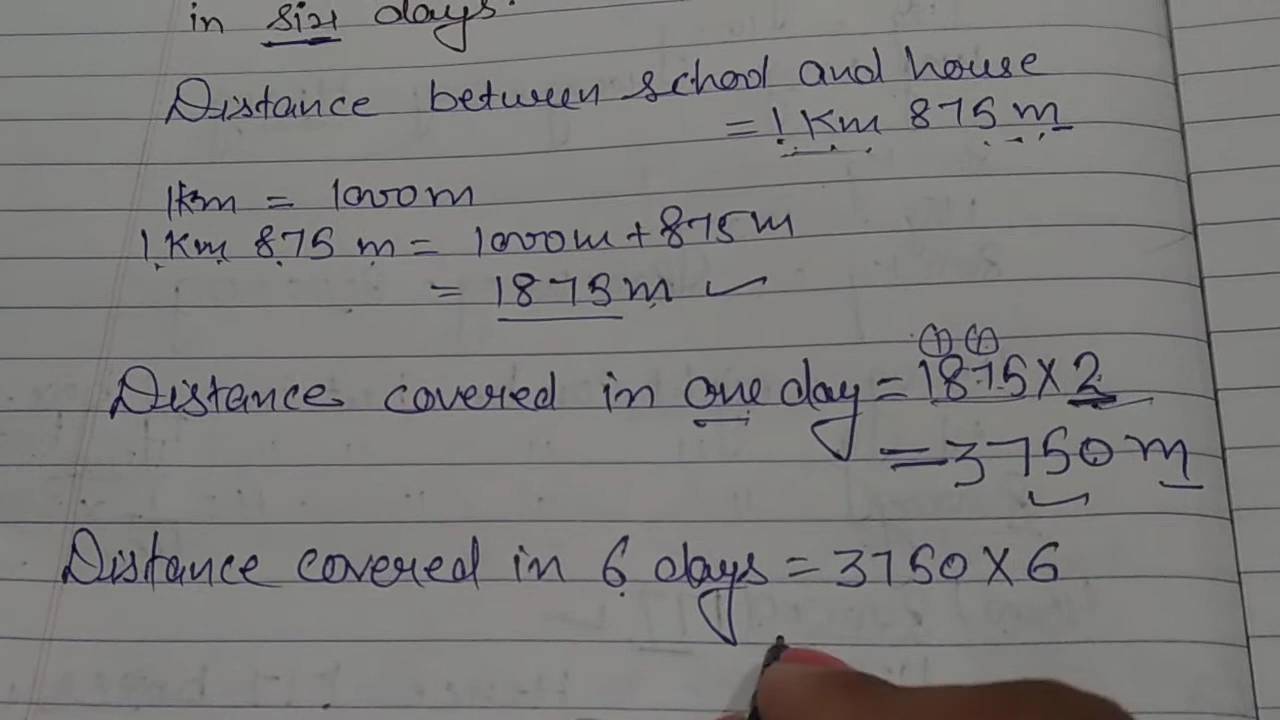 in six days.
Distance between school and house
= 1 Km 875 m
1km = 1000m
1 Km 875 m = 1000m + 875m
= 1875m ✓
Distance covered in one day = 1875 × 2
= 3750 m
Distance covered in 6 days = 3750 × 6